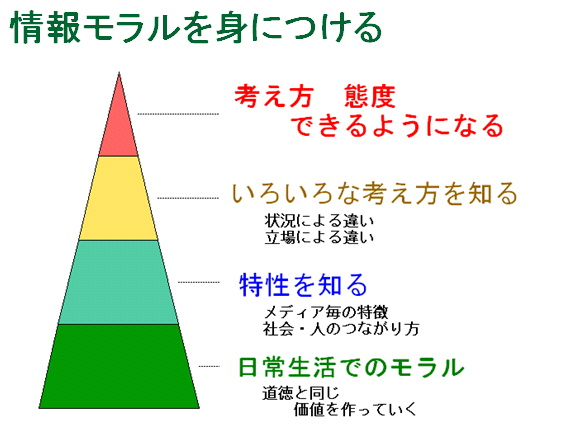 情報モラルを身につける
考え方　態度
できるようになる
いろいろな考え方を知る
状況による違い
立場による違い
特性を知る
メディア毎の特徴
社会・人のつながり方
日常生活でのモラル
道徳と同じ
価値を作っていく